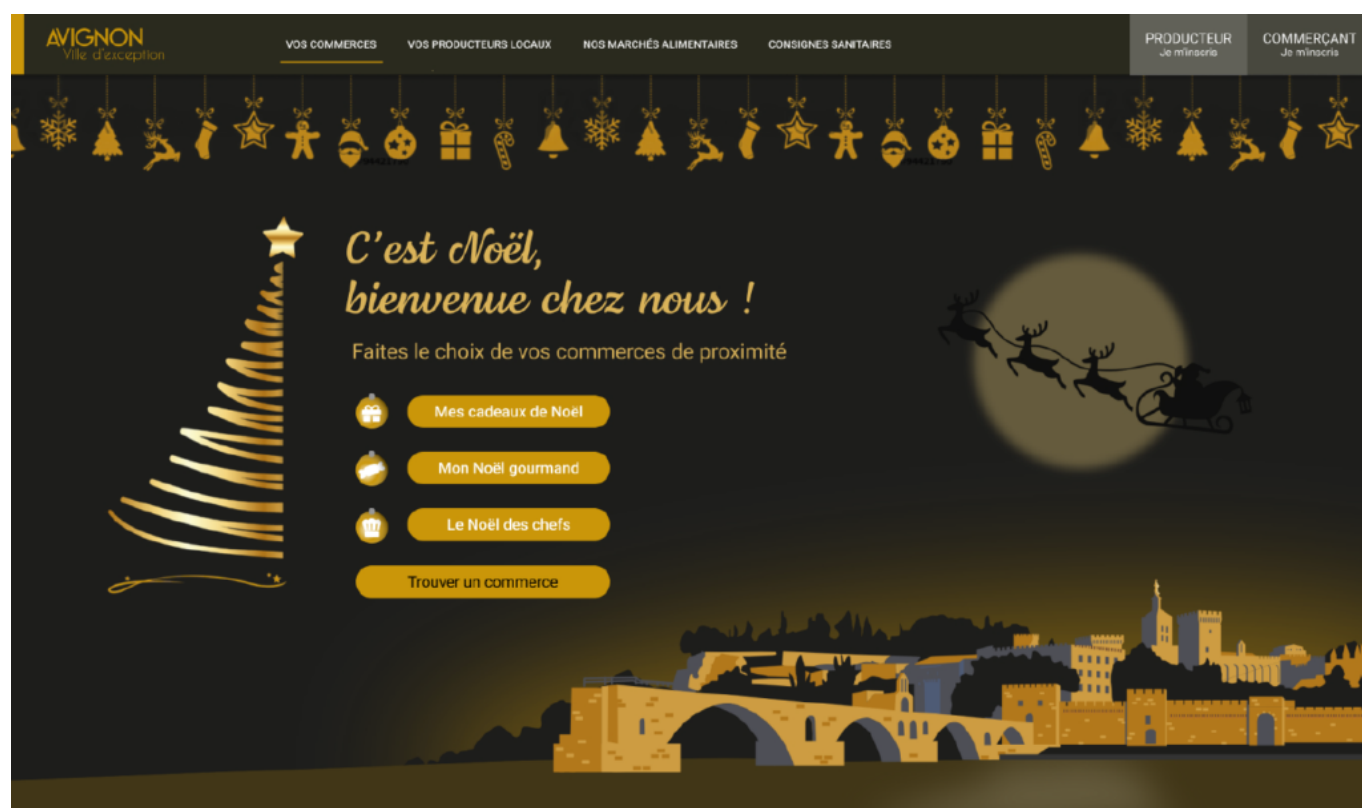 AVIGNON
Ville d'exception
VOS COMMERCES
VOS PRODUCTEURS LOCAUX
NOS MARCHÉS ALIMENTAIRES
CONSIGNES SANITAIRES
PRODUCTEUR
Je m'inscris
COMMERÇANT
Je m'inscris
C'est Noël,
bienvenue chez nous !
Faites le choix de vos commerces de proximité
Mes cadeaux de Noël
Mon Noël gourmand
Le Noël des chefs
Trouver un commerce